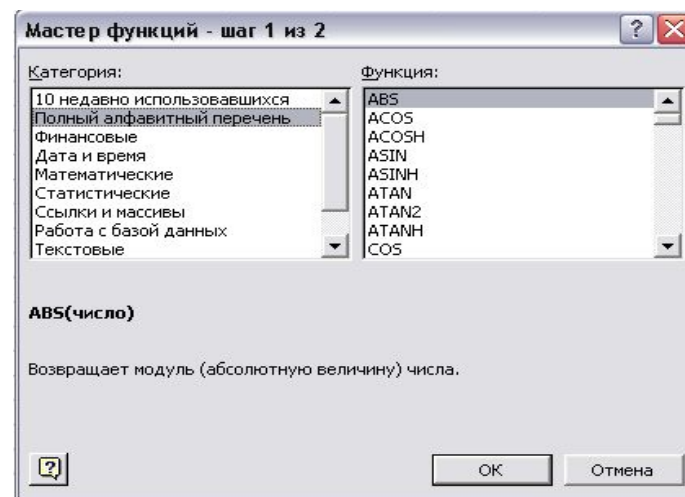 Мастер функций - шаг 1 из 2
?
Категория:
10 недавно использовавшихся
Полный алфавитный перечень
Финансовые
Дата и время
Математические
Статистические
Ссылки и массивы
Работа с базой данных
Текстовые
Функция:
ABS
ACOS
ACOSH
ASIN
ASINH
ATAN
ATAN2
ATANH
COS
ABS(число)
Возвращает модуль (абсолютную величину) числа.
?
ОК
Отмена